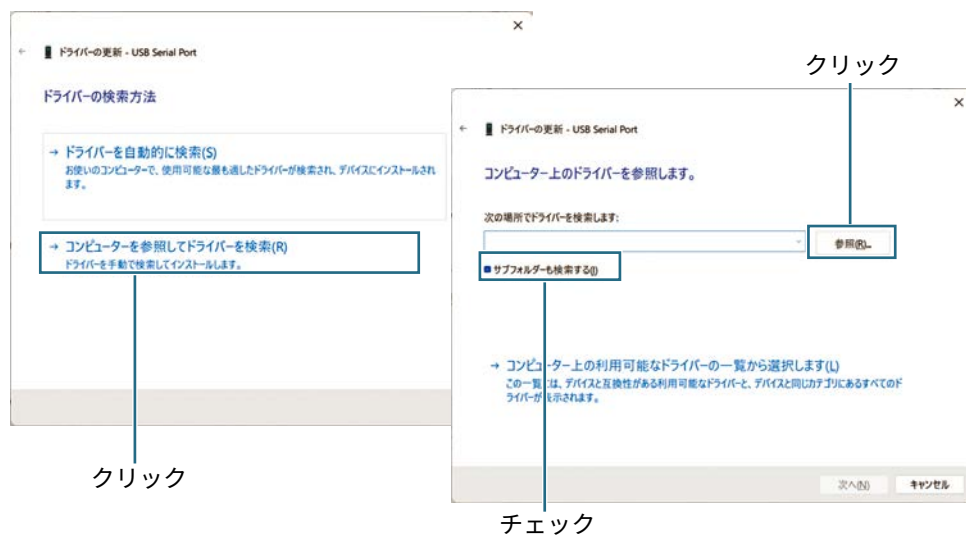 ドライバーの更新 - USB Serial Port
ドライバーの検索方法
→ ドライバーを自動的に検索(S)
お使いのコンピューターで、使用可能な最も適したドライバーが検索され、デバイスにインストールされ
ます。
→ コンピューターを参照してドライバーを検索(R)
ドライバーを手動で検索してインストールします。
クリック
クリック
ドライバーの更新 - USB Serial Port
コンピューター上のドライバーを参照します。
次の場所でドライバーを検索します:
参照(R)...
サブフォルダーも検索する(I)
→ コンピューター上の利用可能なドライバーの一覧から選択します(L)
この一覧には、デバイスと互換性がある利用可能なドライバーと、デバイスと同じカテゴリにあるすべてのド
ライバーが表示されます。
次へ(N)
キャンセル
チェック